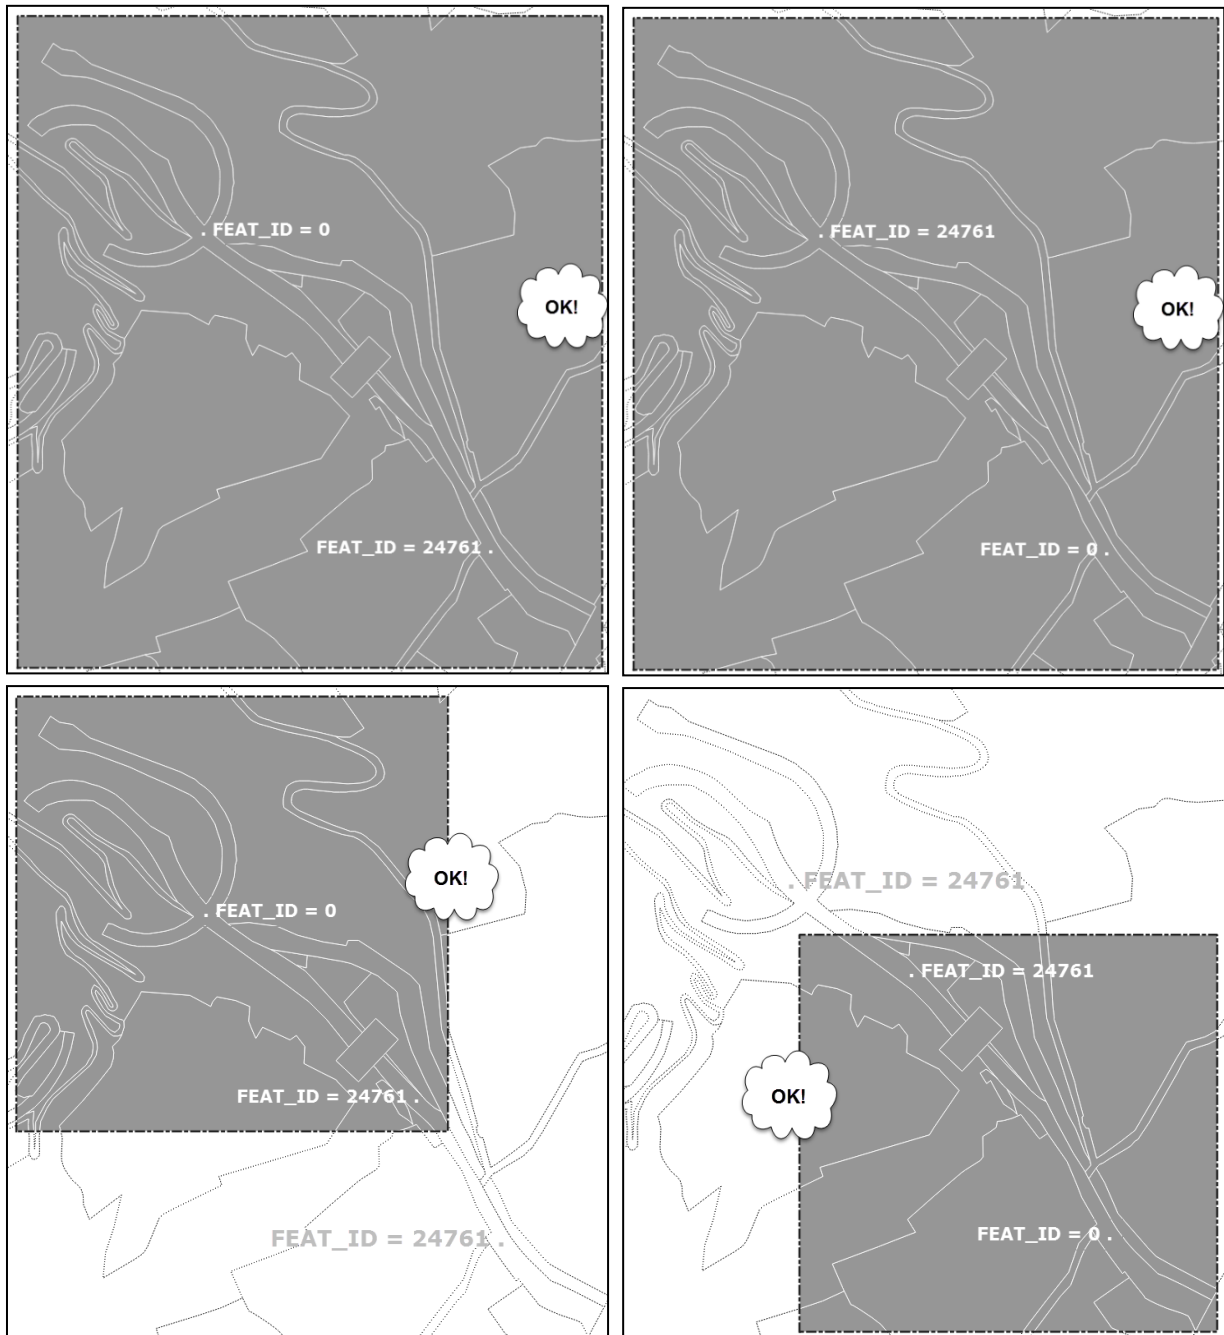 . FEAT_ID = 0
OK!
FEAT_ID = 24761 .
. FEAT_ID = 24761
OK!
FEAT_ID = 0 .
OK!
. FEAT_ID = 0
FEAT_ID = 24761 .
FEAT_ID = 24761 .
. FEAT_ID = 24761
. FEAT_ID = 24761
OK!
FEAT_ID = 0 .